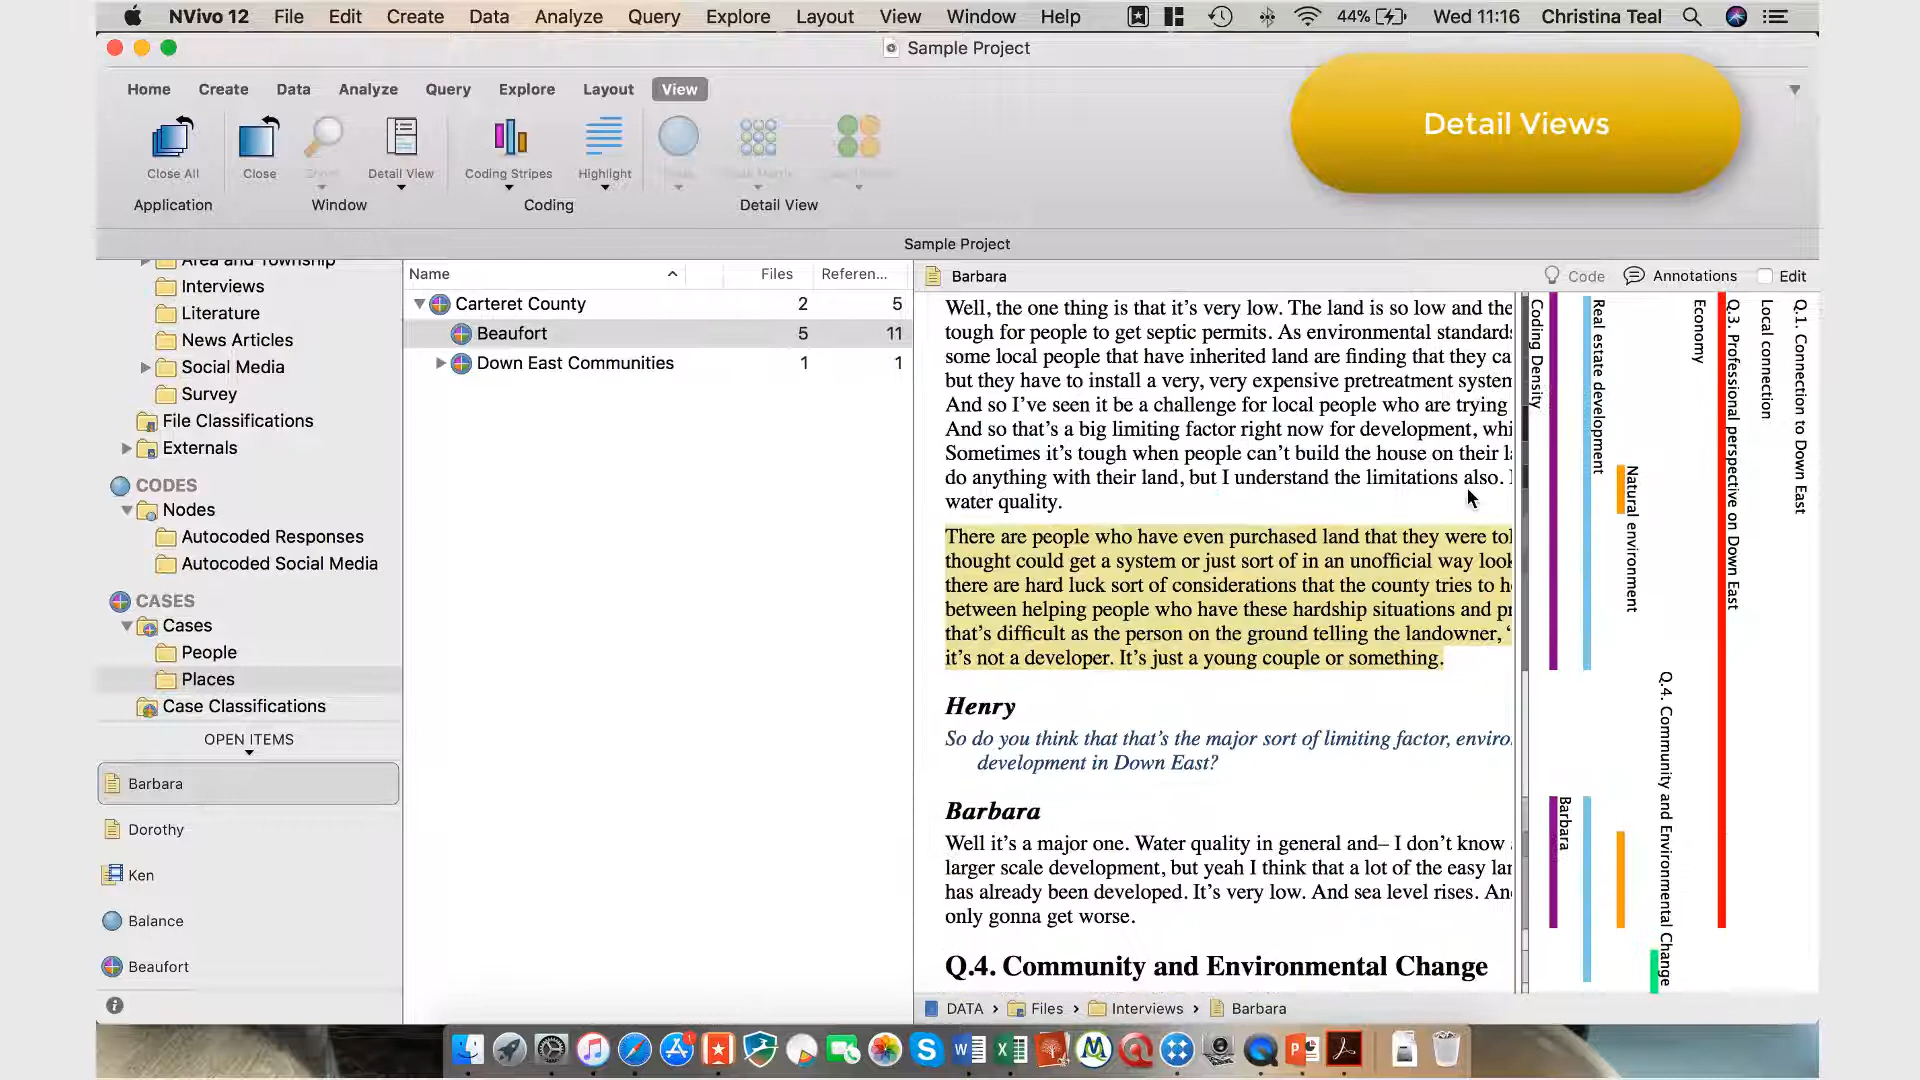 NVivo 12 File Edit Create Data Analyze Query Explore Layout View Window Help 44% Wed 11:16 Christina Teal
Sample Project
Home Create Data Analyze Query Explore Layout View
Detail Views
Close All Close Detail View Coding Stripes Highlight
Application Window Coding Detail View
Sample Project
Area and Township
Interviews
Literature
News Articles
Social Media
Survey
File Classifications
Externals
CODES
Nodes
Autocoded Responses
Autocoded Social Media
CASES
Cases
People
Places
Case Classifications
OPEN ITEMS
Barbara
Dorothy
Ken
Balance
Beaufort
Name Files Referen...
Carteret County 2 5
Beaufort 5 11
Down East Communities 1 1
Barbara Code Annotations Edit
Well, the one thing is that it's very low. The land is so low and the
tough for people to get septic permits. As environmental standards
some local people that have inherited land are finding that they ca
but they have to install a very, very expensive pretreatment system
And so I've seen it be a challenge for local people who are trying
And so that's a big limiting factor right now for development, whi
Sometimes it's tough when people can't build the house on their l
do anything with their land, but I understand the limitations also.
water quality.
There are people who have even purchased land that they were tol
thought could get a system or just sort of in an unofficial way look
there are hard luck sort of considerations that the county tries to h
between helping people who have these hardship situations and pr
that's difficult as the person on the ground telling the landowner, ‘
it's not a developer. It's just a young couple or something.
Henry
So do you think that that's the major sort of limiting factor, enviro
development in Down East?
Barbara
Well it's a major one. Water quality in general and– I don't know
larger scale development, but yeah I think that a lot of the easy lan
has already been developed. It's very low. And sea level rises. An
only gonna get worse.
Q.4. Community and Environmental Change
Coding Density
Barbara
Real estate development
Natural environment
Q.4. Community and Environmental Change
Economy
Q.3. Professional perspective on Down East
Local connection
Q.1. Connection to Down East
DATA › Files › Interviews › Barbara